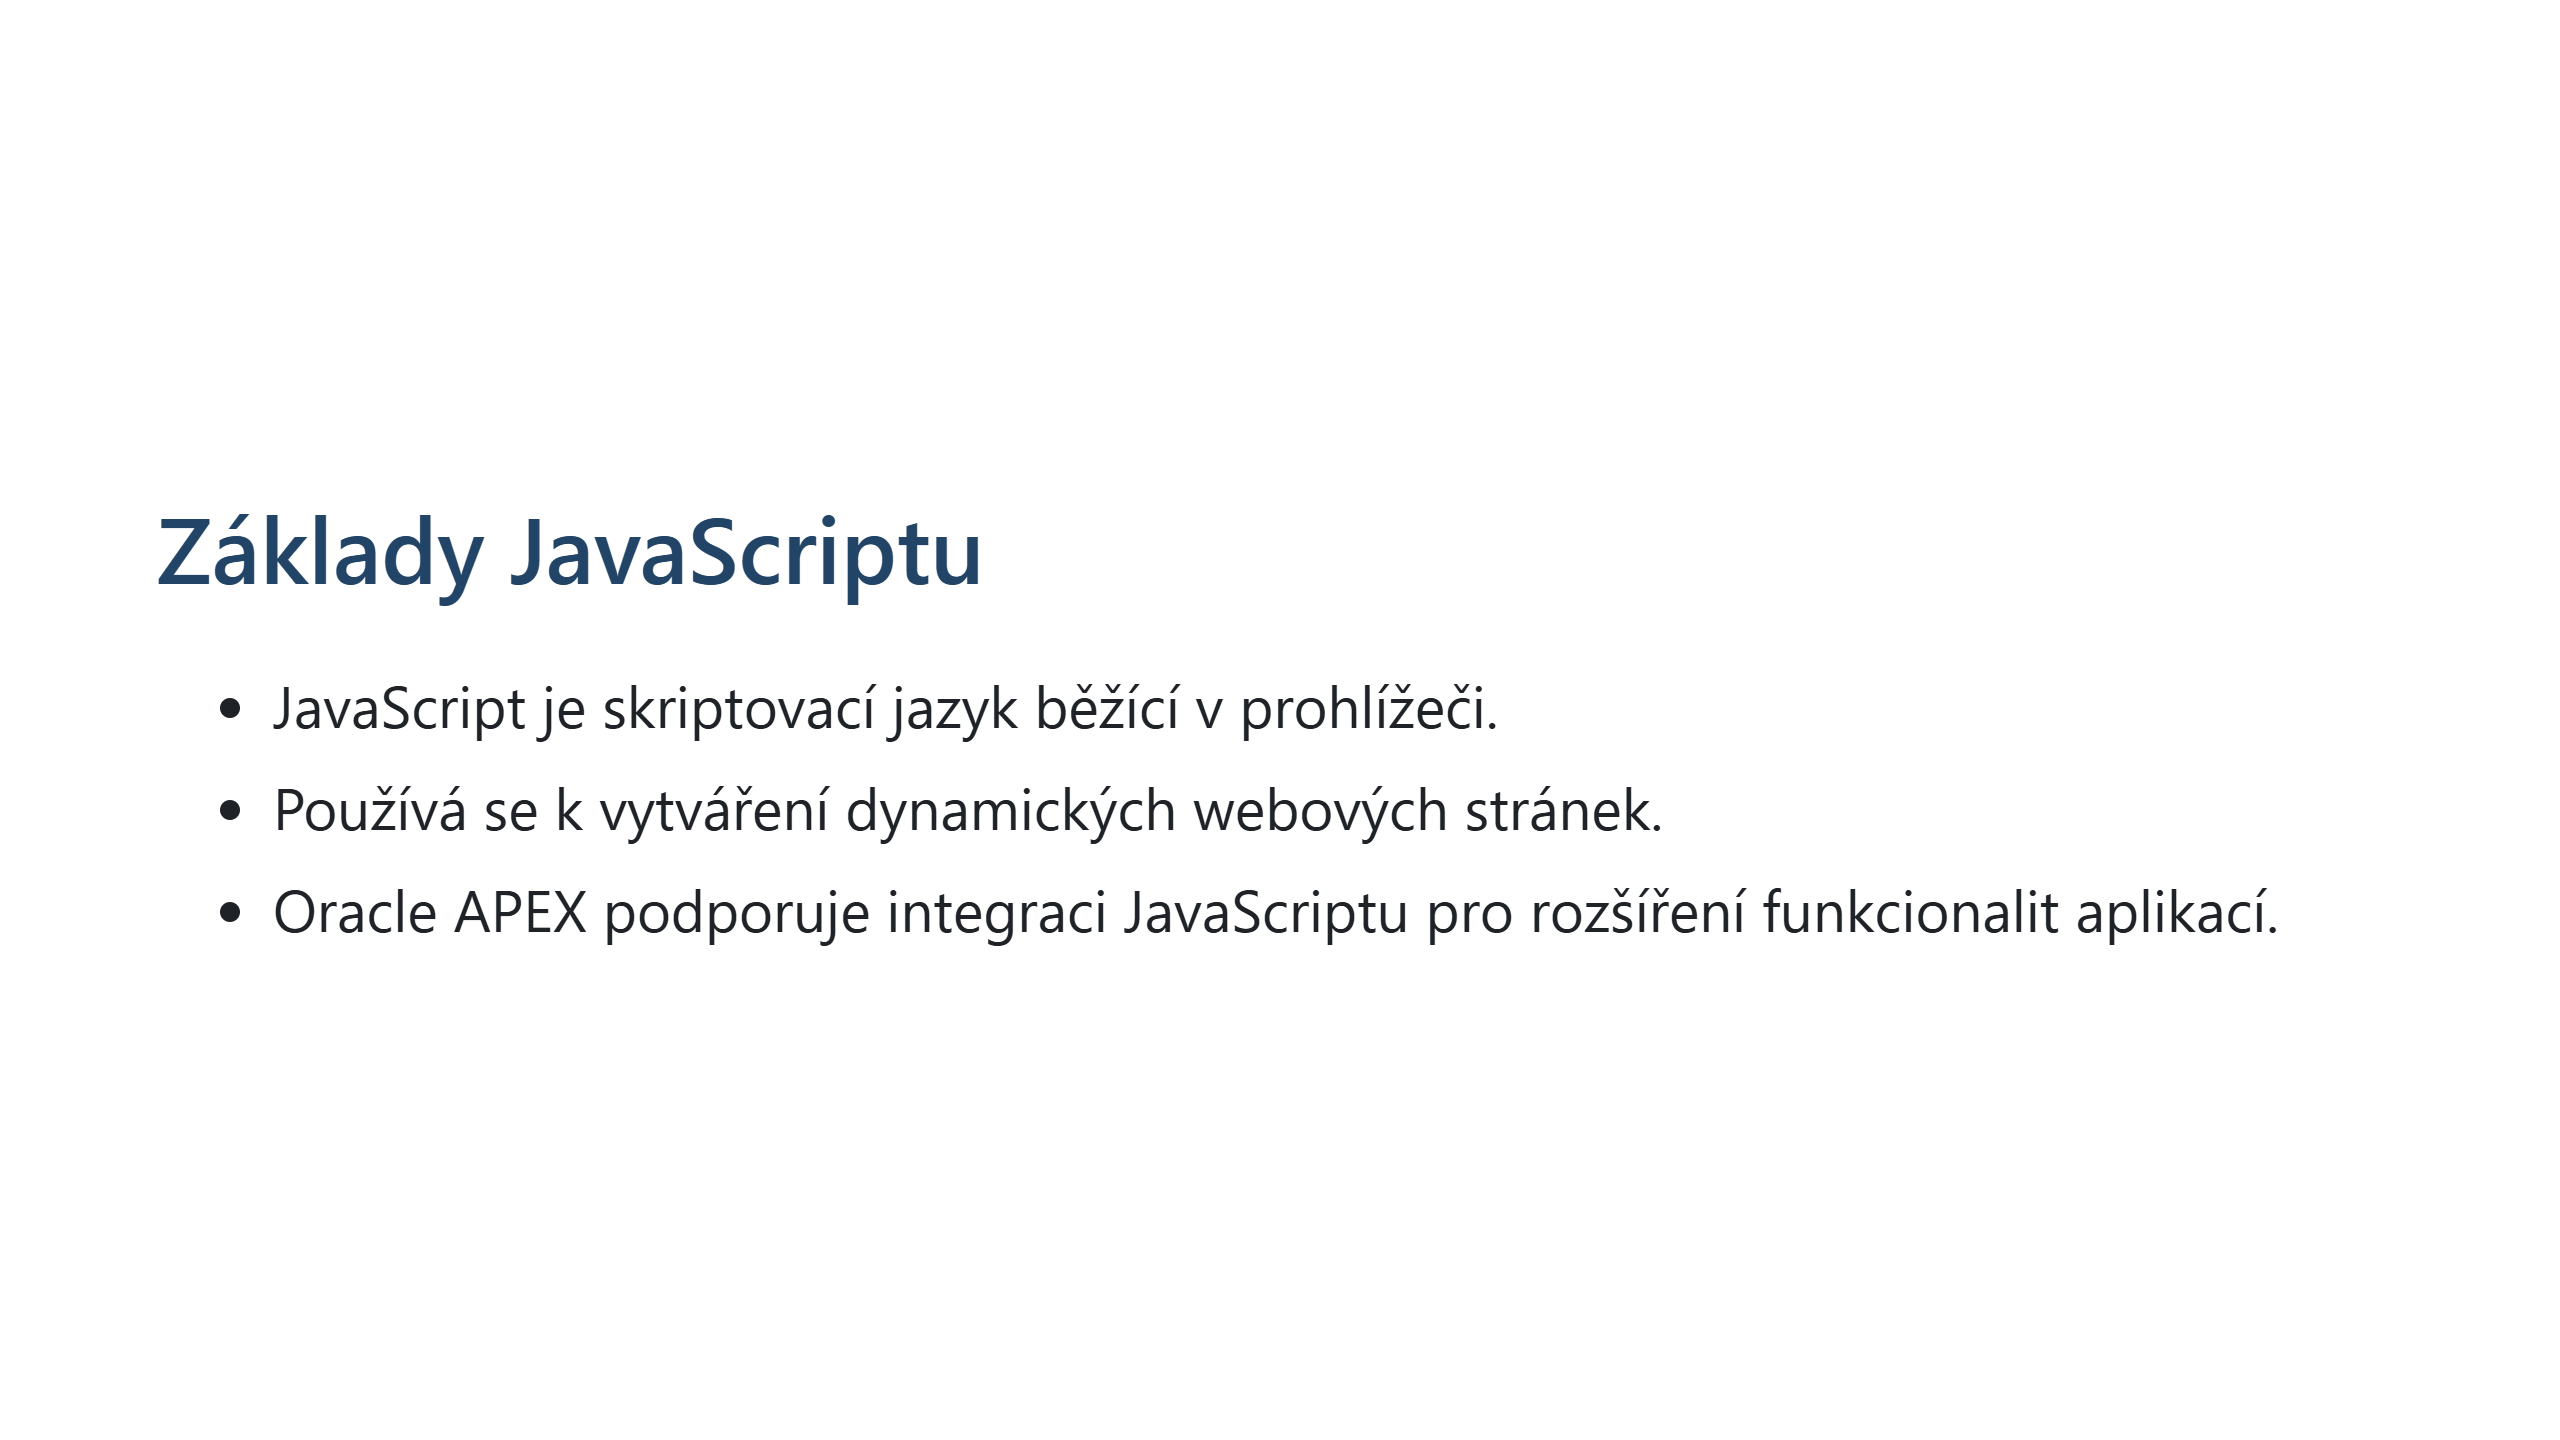 Základy JavaScriptu
• JavaScript je skriptovací jazyk běžící v prohlížeči.
• Používá se k vytváření dynamických webových stránek.
• Oracle APEX podporuje integraci JavaScriptu pro rozšíření funkcionalit aplikací.